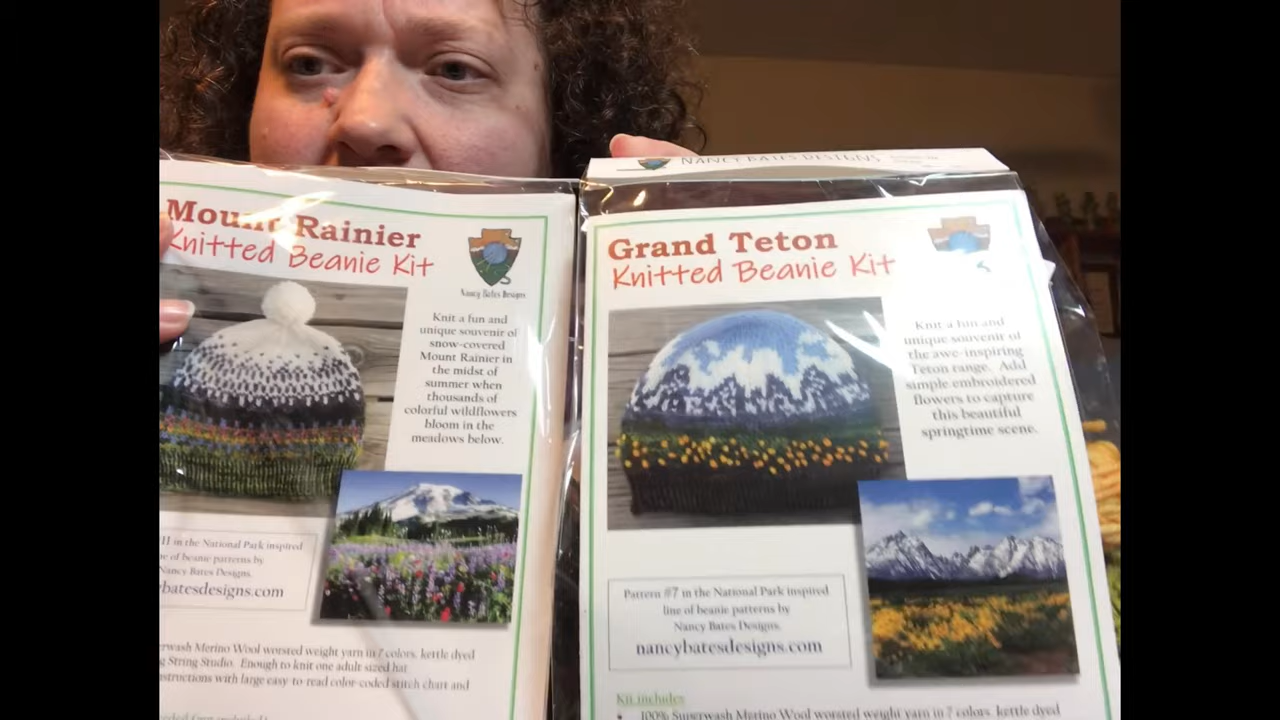 Mount Rainier
Knitted Beanie Kit
Nancy Bates Designs
Knit a fun and
unique souvenir of
snow-covered
Mount Rainier in
the midst of
summer when
thousands of
colorful wildflowers
bloom in the
meadows below.
in the National Park inspired
of beanie patterns by
Nancy Bates Designs.
batesdesigns.com
Merino Wool worsted weight yarn in 7 colors, kettle dyed
String Studio. Enough to knit one adult sized hat
with large easy-to-read color-coded stitch chart and
NANCY BATES DESIGNS
Grand Teton
Knitted Beanie Kit
Knit a fun and
unique souvenir of
the awe-inspiring
Teton range. Add
simple embroidered
flowers to capture
this beautiful
springtime scene.
Pattern #7 in the National Park inspired
line of beanie patterns by
Nancy Bates Designs.
nancybatesdesigns.com
Kit includes
• 100% Superwash Merino Wool worsted weight yarn in 7 colors, kettle dyed